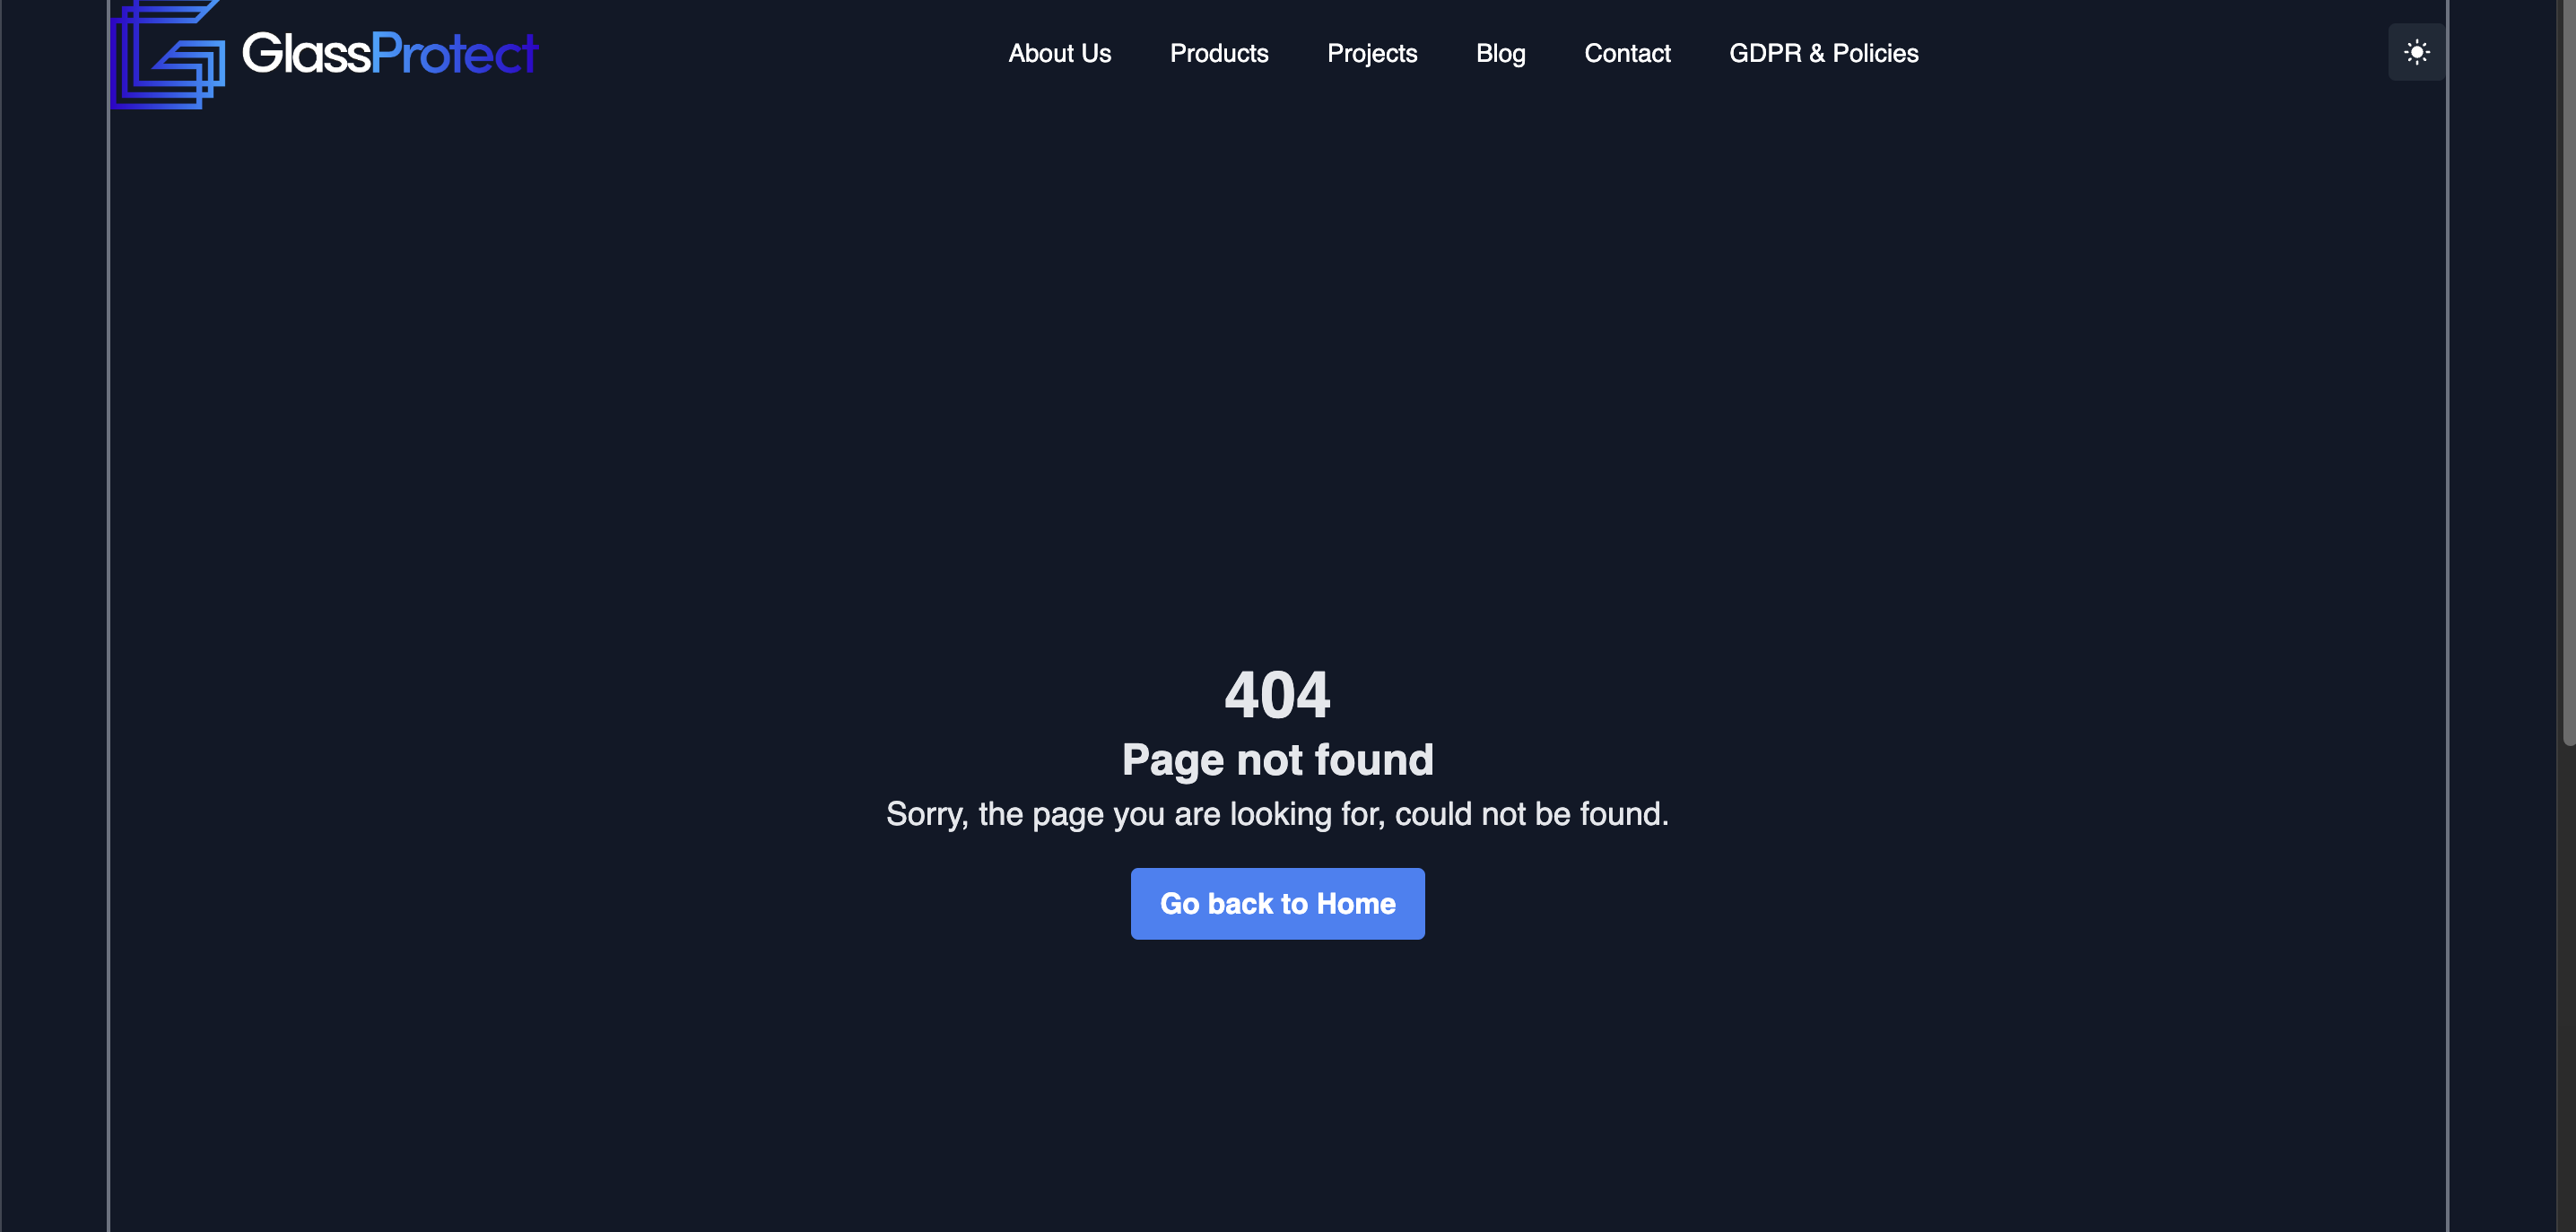 GlassProtect
About Us Products Projects Blog Contact GDPR & Policies
404
Page not found
Sorry, the page you are looking for, could not be found.
Go back to Home